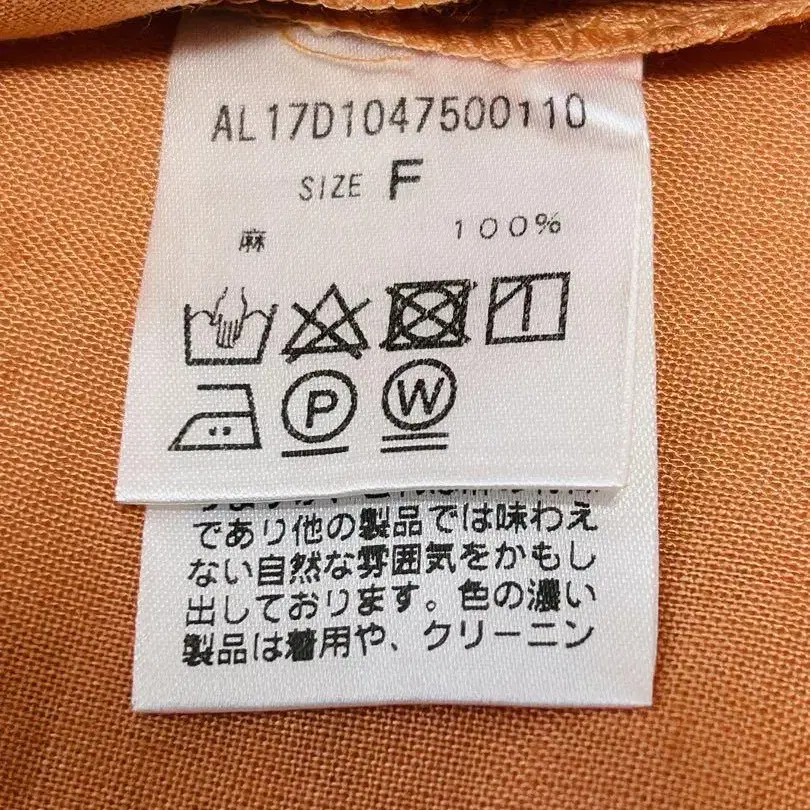 AL17D1047500110
SIZE F
麻 100%
P W
であり他の製品では味わえ
ない自然な雰囲気をかもし
出しております。色の濃い
製品は着用や、クリーニン